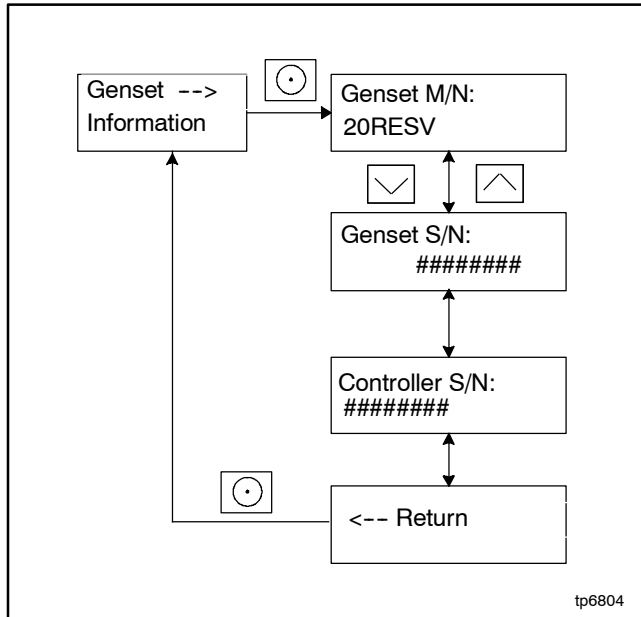 Genset -->
Information
Genset M/N:
20RESV
Genset S/N:
########
Controller S/N:
########
<-- Return
tp6804